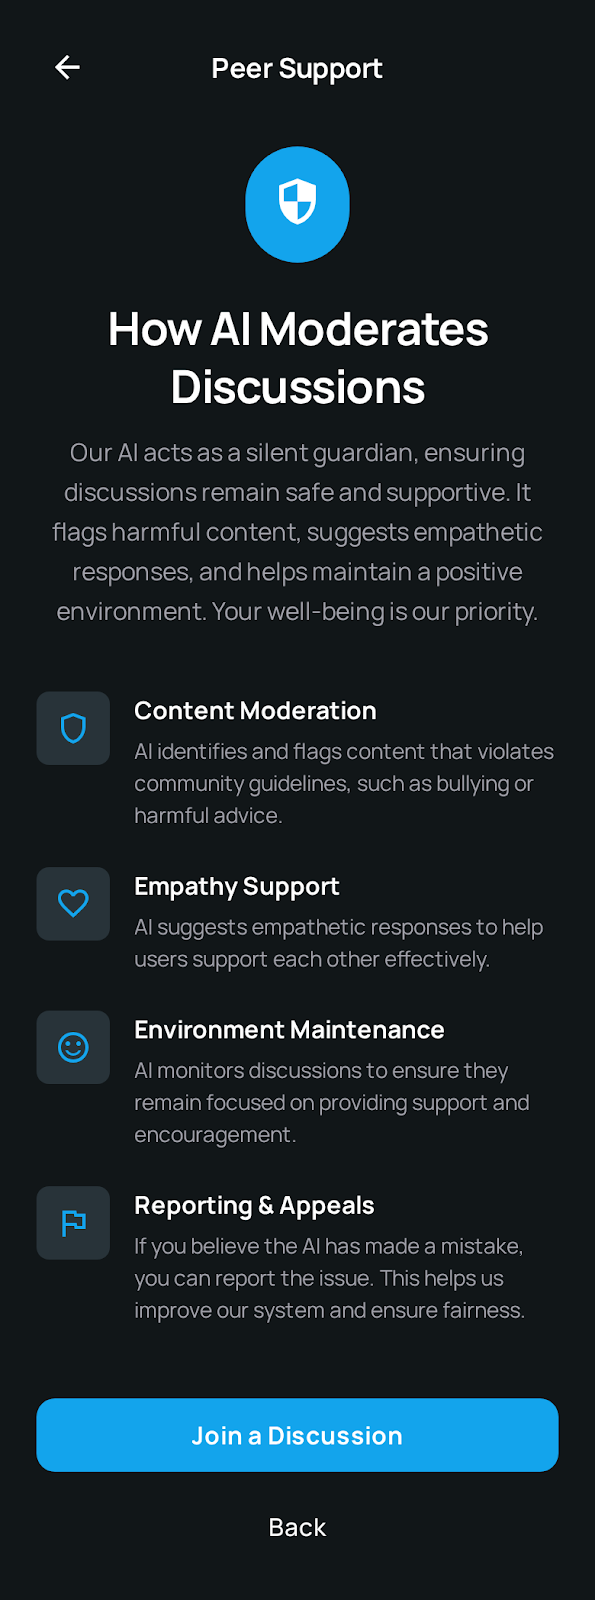 Peer Support
How AI Moderates
Discussions
Our AI acts as a silent guardian, ensuring
discussions remain safe and supportive. It
flags harmful content, suggests empathetic
responses, and helps maintain a positive
environment. Your well-being is our priority.
Content Moderation
AI identifies and flags content that violates
community guidelines, such as bullying or
harmful advice.
Empathy Support
AI suggests empathetic responses to help
users support each other effectively.
Environment Maintenance
AI monitors discussions to ensure they
remain focused on providing support and
encouragement.
Reporting & Appeals
If you believe the AI has made a mistake,
you can report the issue. This helps us
improve our system and ensure fairness.
Join a Discussion
Back